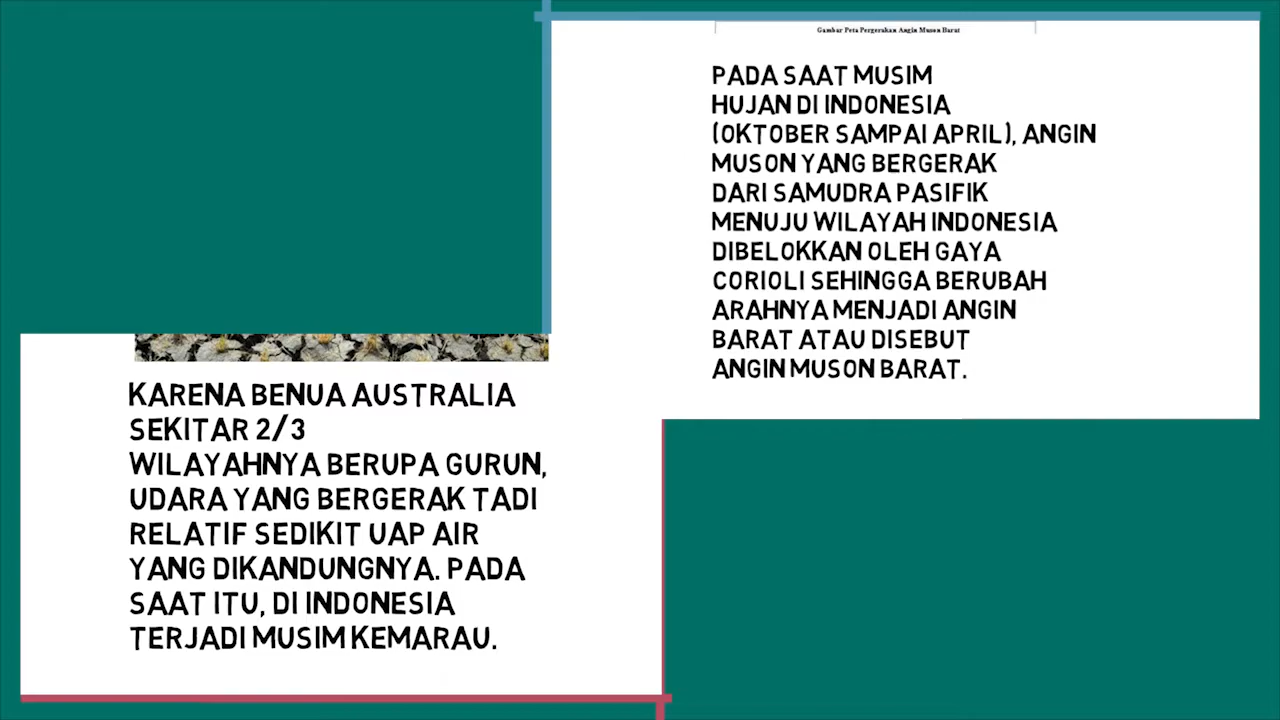 Gambar Peta Pergerakan Angin Muson Barat
PADA SAAT MUSIM
HUJAN DI INDONESIA
(OKTOBER SAMPAI APRIL), ANGIN
MUSON YANG BERGERAK
DARI SAMUDRA PASIFIK
MENUJU WILAYAH INDONESIA
DIBELOKKAN OLEH GAYA
CORIOLI SEHINGGA BERUBAH
ARAHNYA MENJADI ANGIN
BARAT ATAU DISEBUT
ANGIN MUSON BARAT.
KARENA BENUA AUSTRALIA
SEKITAR 2/3
WILAYAHNYA BERUPA GURUN,
UDARA YANG BERGERAK TADI
RELATIF SEDIKIT UAP AIR
YANG DIKANDUNGNYA. PADA
SAAT ITU, DI INDONESIA
TERJADI MUSIM KEMARAU.